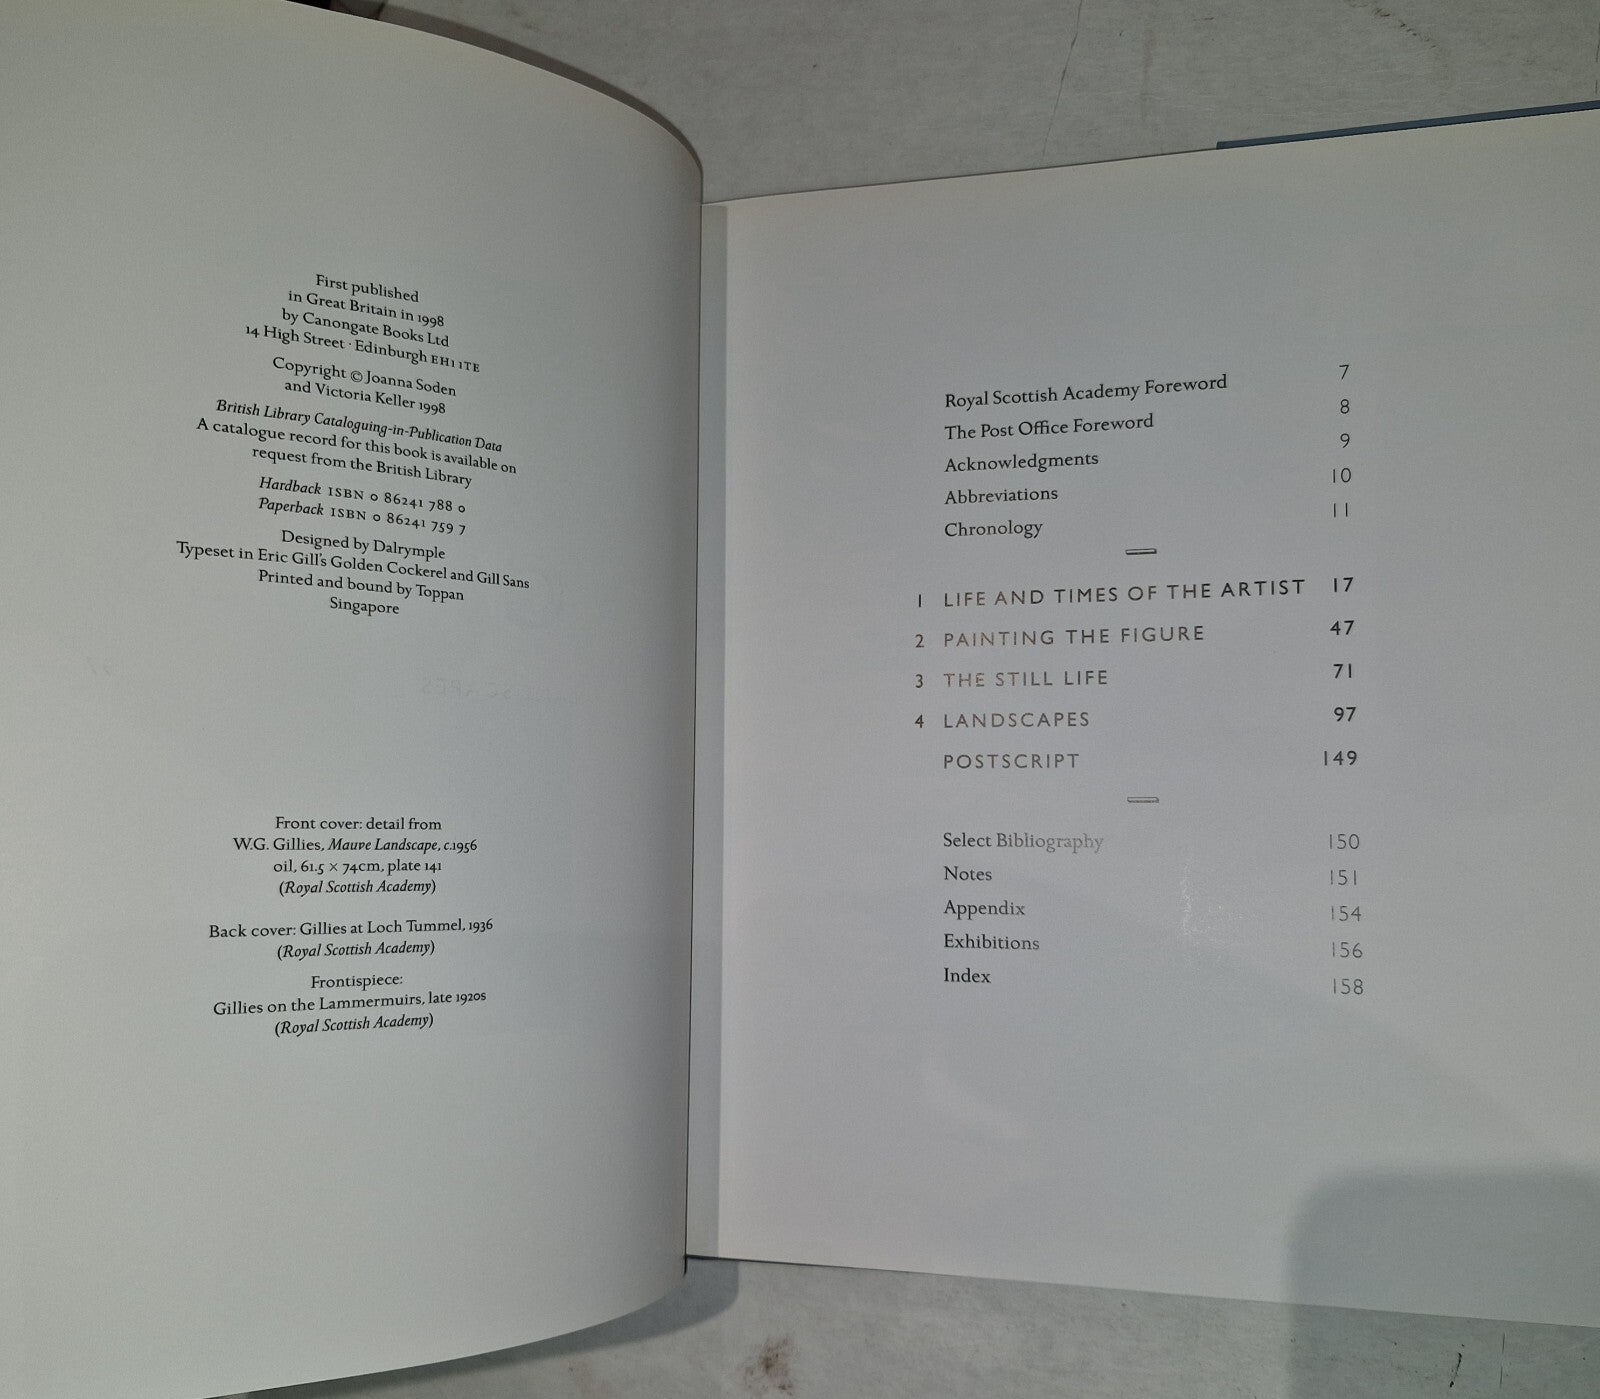 First published
in Great Britain in 1998
by Canongate Books Ltd
14 High Street · Edinburgh EH1 1TE
Copyright © Joanna Soden
and Victoria Keller 1998
British Library Cataloguing-in-Publication Data
A catalogue record for this book is available on
request from the British Library
Hardback ISBN 0 86241 788 0
Paperback ISBN 0 86241 759 7
Designed by Dalrymple
Typeset in Eric Gill's Golden Cockerel and Gill Sans
Printed and bound by Toppan
Singapore
Front cover: detail from
W.G. Gillies, Mauve Landscape, c.1956
oil, 61.5 × 74cm, plate 141
(Royal Scottish Academy)
Back cover: Gillies at Loch Tummel, 1936
(Royal Scottish Academy)
Frontispiece:
Gillies on the Lammermuirs, late 1920s
(Royal Scottish Academy)
Royal Scottish Academy Foreword 7
The Post Office Foreword 8
Acknowledgments 9
Abbreviations 10
Chronology 11
1 LIFE AND TIMES OF THE ARTIST 17
2 PAINTING THE FIGURE 47
3 THE STILL LIFE 71
4 LANDSCAPES 97
POSTSCRIPT 149
Select Bibliography 150
Notes 151
Appendix 154
Exhibitions 156
Index 158